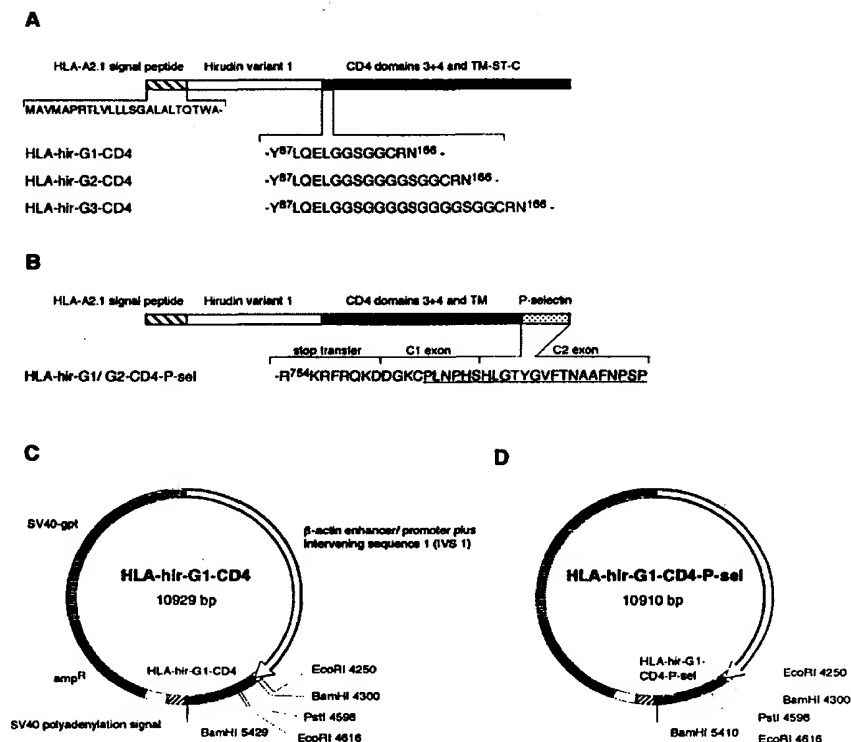 A
HLA-A2.1 signal peptide Hirudin variant 1 CD4 domains 3+4 and TM-ST-C
MAVMAPRTLVLLLSGALALTQTWA-
HLA-hir-G1-CD4 -Y67LQELGGSGGCRN166 -
HLA-hir-G2-CD4 -Y67LQELGGSGGGGSGGCRN166 -
HLA-hir-G3-CD4 -Y67LQELGGSGGGGSGGGGSGGCRN166 -
B
HLA-A2.1 signal peptide Hirudin variant 1 CD4 domains 3+4 and TM P-selectin
stop transfer C1 exon C2 exon
HLA-hir-G1/ G2-CD4-P-sel -R754KRFRQKDDGKCPLNPHSHLGTYGVFTNAAFNPSP
C
SV40-gpt
β-actin enhancer/ promoter plus
intervening sequence 1 (IVS 1)
HLA-hir-G1-CD4
10929 bp
HLA-hir-G1-CD4
ampR
SV40 polyadenylation signal
EcoRI 4250
BamHI 4300
PstI 4596
EcoRI 4616
BamHI 5429
D
HLA-hir-G1-CD4-P-sel
10910 bp
HLA-hir-G1-
CD4-P-sel
EcoRI 4250
BamHI 4300
PstI 4596
EcoRI 4616
BamHI 5410